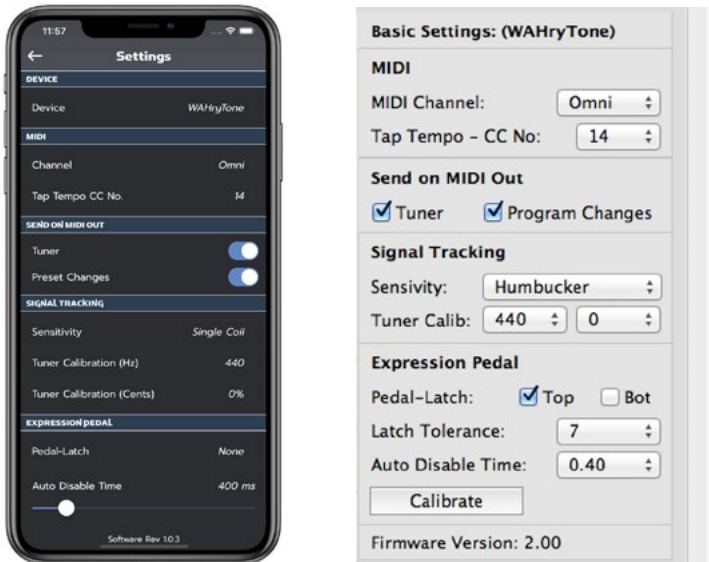 11:57
Settings
DEVICE
Device WAHryTone
MIDI
Channel Omni
Tap Tempo CC No. 14
SEND ON MIDI OUT
Tuner
Preset Changes
SIGNAL TRACKING
Sensitivity Single Coil
Tuner Calibration (Hz) 440
Tuner Calibration (Cents) 0%
EXPRESSION PEDAL
Pedal-Latch None
Auto Disable Time 400 ms
Software Rev 1.0.3
Basic Settings: (WAHryTone)
MIDI
MIDI Channel: Omni
Tap Tempo – CC No: 14
Send on MIDI Out
Tuner Program Changes
Signal Tracking
Sensivity: Humbucker
Tuner Calib: 440 0
Expression Pedal
Pedal-Latch: Top Bot
Latch Tolerance: 7
Auto Disable Time: 0.40
Calibrate
Firmware Version: 2.00